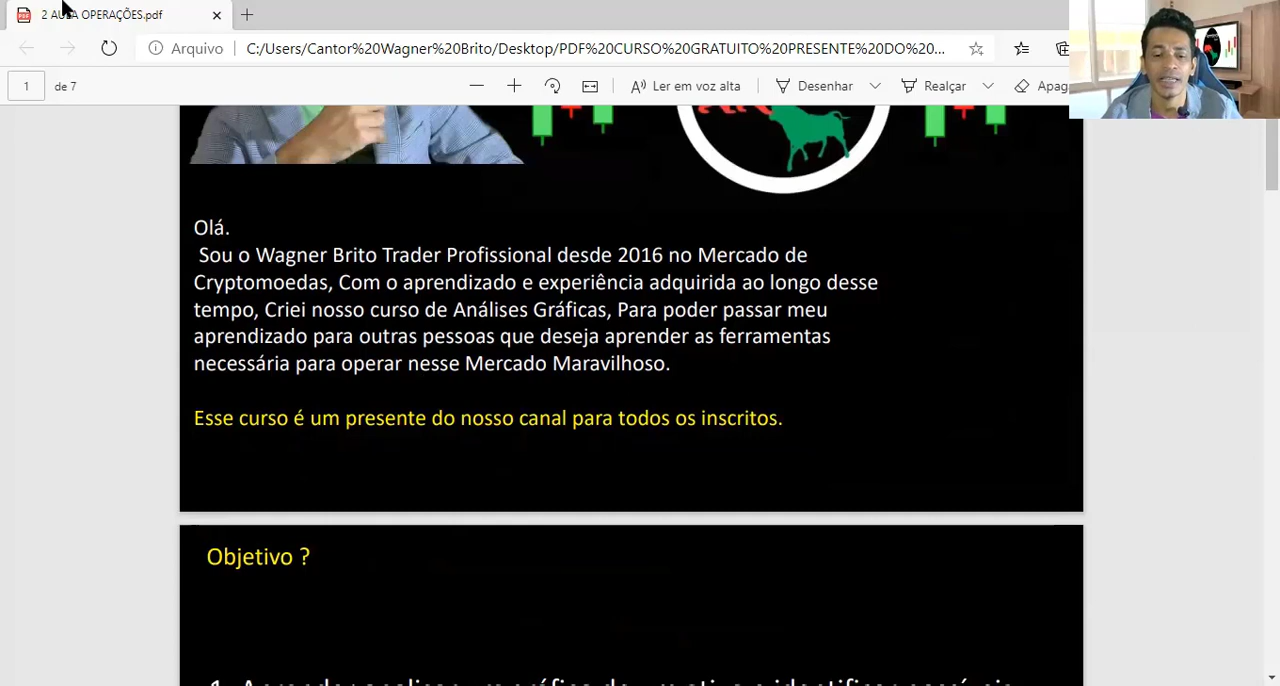 2 AULA OPERAÇÕES.pdf
Arquivo
C:/Users/Cantor%20Wagner%20Brito/Desktop/PDF%20CURSO%20GRATUITO%20PRESENTE%20DO%20...
1 de 7
Ler em voz alta
Desenhar
Realçar
Apag
Olá.
Sou o Wagner Brito Trader Profissional desde 2016 no Mercado de
Cryptomoedas, Com o aprendizado e experiência adquirida ao longo desse
tempo, Criei nosso curso de Análises Gráficas, Para poder passar meu
aprendizado para outras pessoas que deseja aprender as ferramentas
necessária para operar nesse Mercado Maravilhoso.
Esse curso é um presente do nosso canal para todos os inscritos.
Objetivo ?